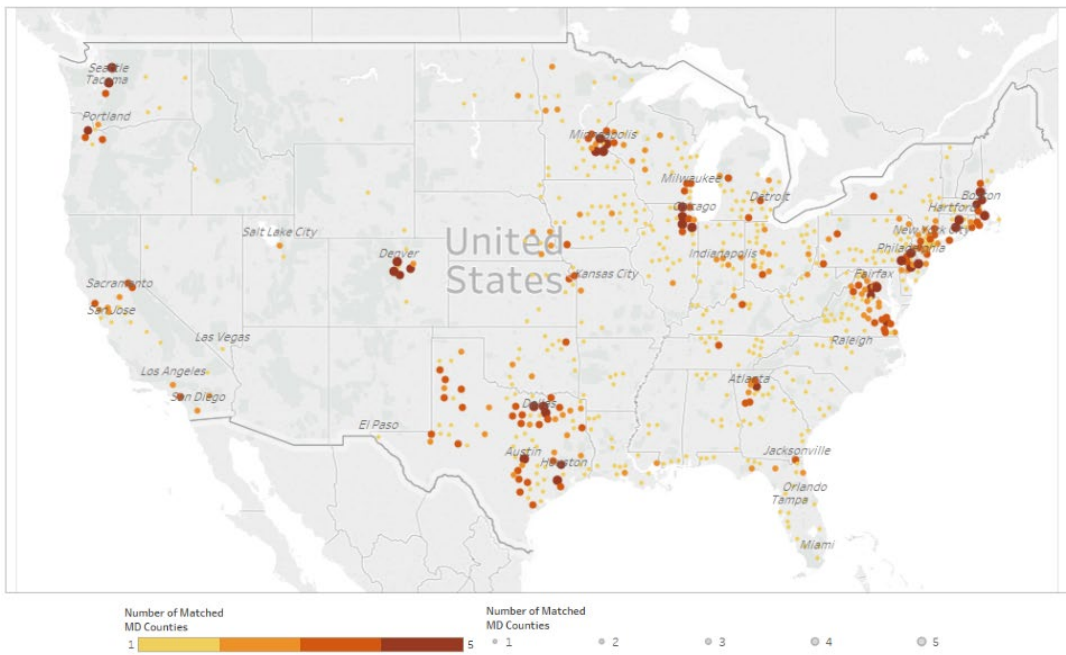 Seattle
Tacoma
Portland
Minneapolis
Milwaukee
Detroit
Chicago
Boston
Hartford
New York City
Philadelphia
Salt Lake City
United
States
Denver
Indianapolis
Fairfax
Kansas City
Sacramento
San Jose
Las Vegas
Raleigh
Los Angeles
San Diego
Atlanta
El Paso
Dallas
Austin
Houston
Jacksonville
Orlando
Tampa
Miami
Number of Matched
MD Counties
1 5
Number of Matched
MD Counties
1 2 3 4 5